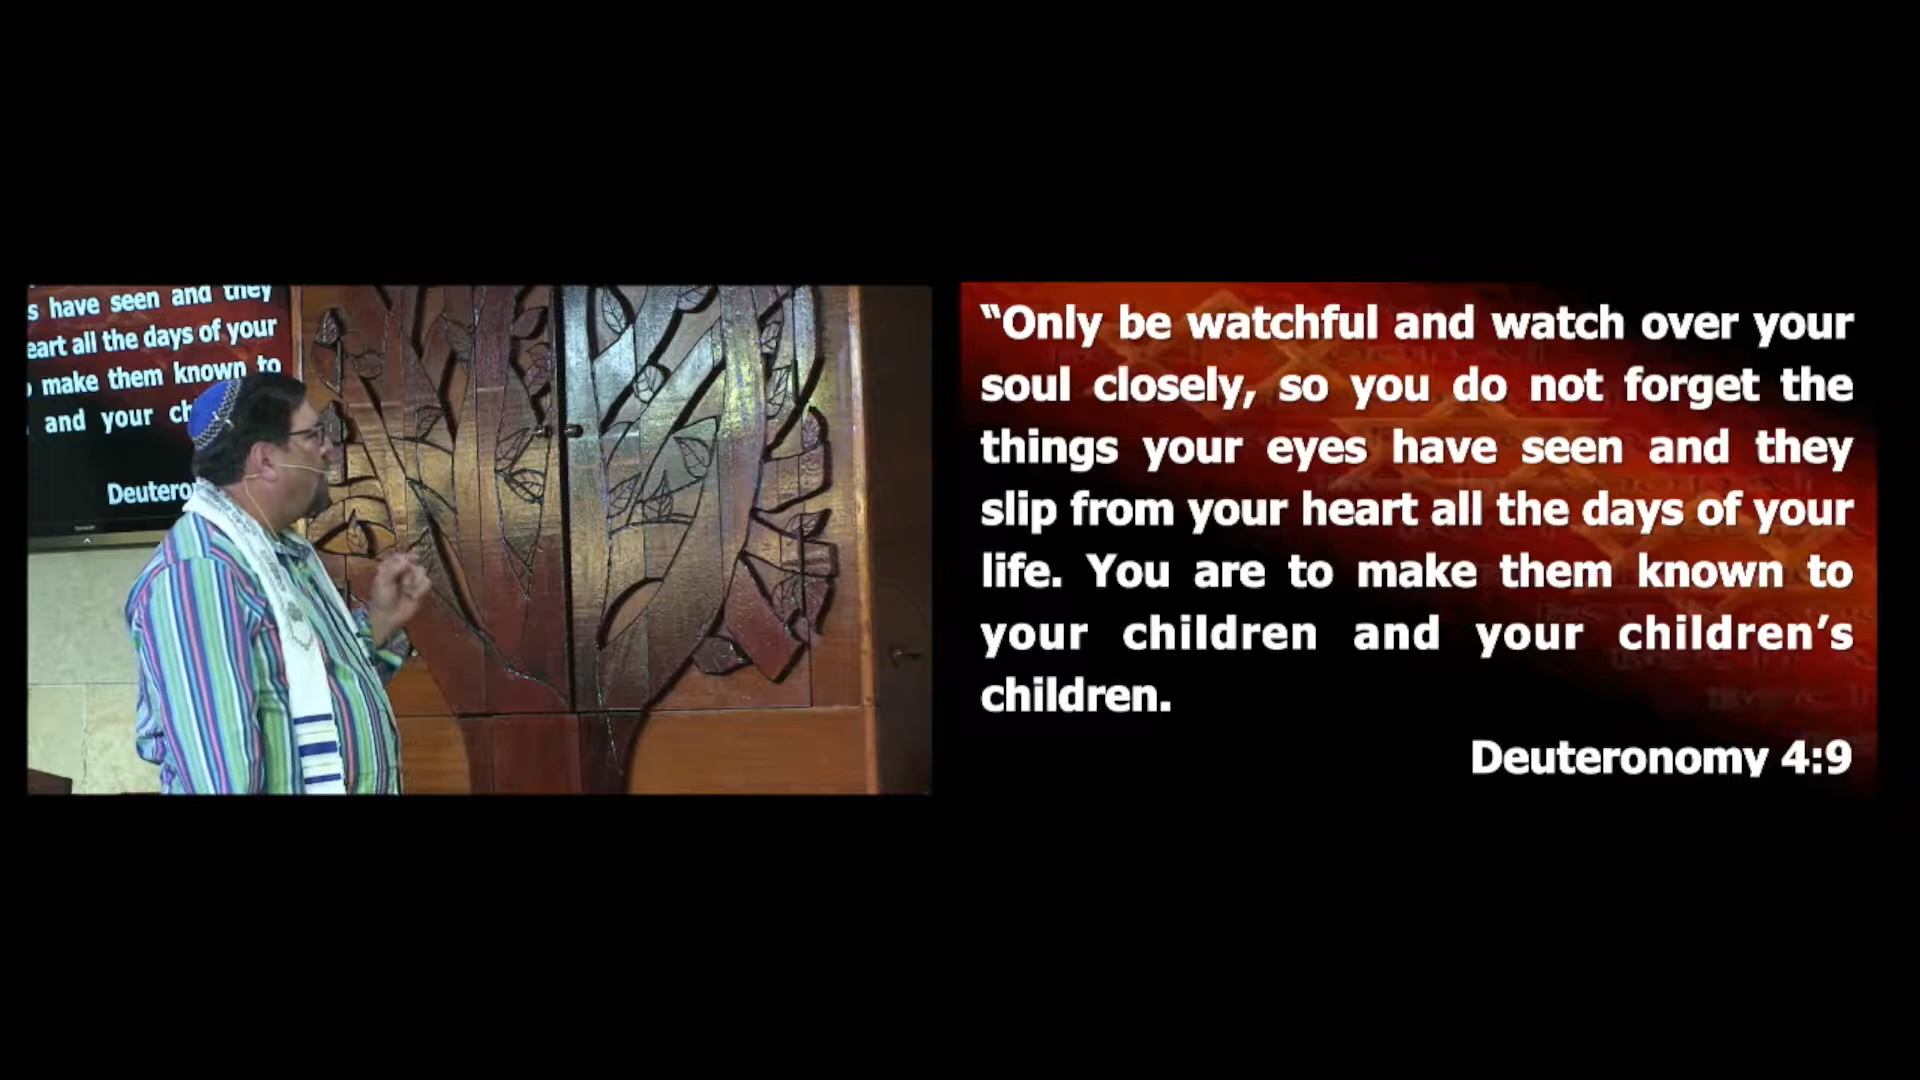 s have seen and they
eart all the days of your
make them known to
and your ch
Deutero
“Only be watchful and watch over your
soul closely, so you do not forget the
things your eyes have seen and they
slip from your heart all the days of your
life. You are to make them known to
your children and your children’s
children.
Deuteronomy 4:9